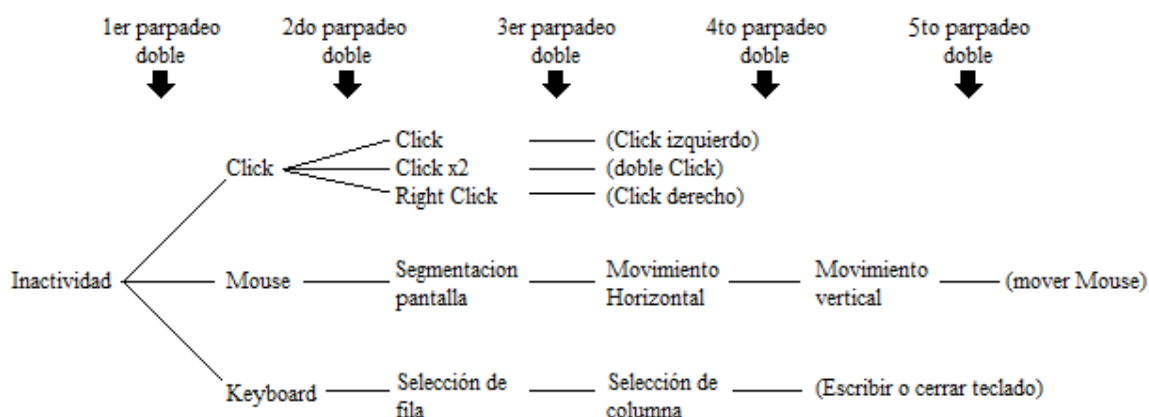 1er parpadeo doble
2do parpadeo doble
3er parpadeo doble
4to parpadeo doble
5to parpadeo doble
Click
Click
(Click izquierdo)
Click x2
(doble Click)
Right Click
(Click derecho)
Inactividad
Mouse
Segmentacion
pantalla
Movimiento
Horizontal
Movimiento
vertical
(mover Mouse)
Keyboard
Selección de
fila
Selección de
columna
(Escribir o cerrar teclado)